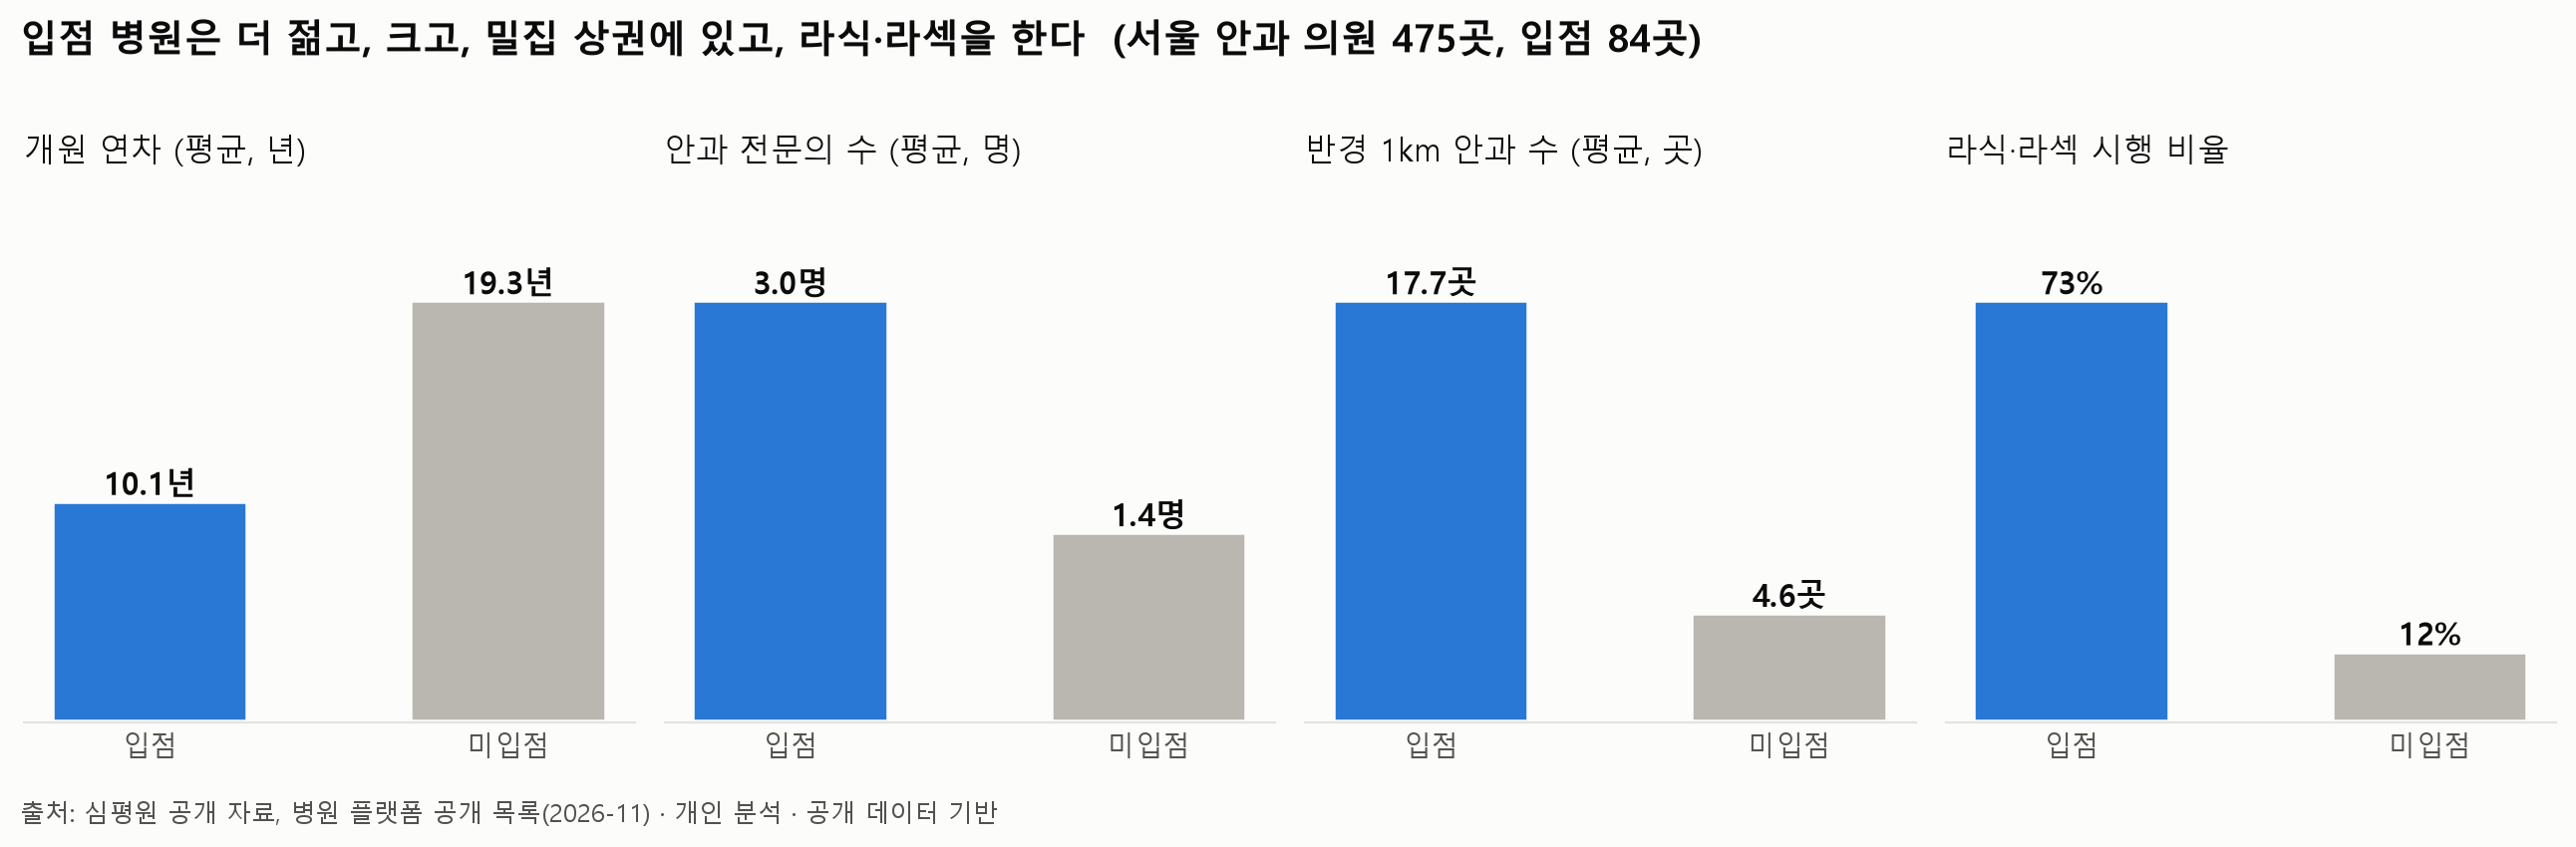 입점 병원은 더 젊고, 크고, 밀집 상권에 있고, 라식·라섹을 한다 (서울 안과 의원 475곳, 입점 84곳)
개원 연차 (평균, 년)
19.3년
10.1년
입점 미입점
안과 전문의 수 (평균, 명)
3.0명
1.4명
입점 미입점
반경 1km 안과 수 (평균, 곳)
17.7곳
4.6곳
입점 미입점
라식·라섹 시행 비율
73%
12%
입점 미입점
출처: 심평원 공개 자료, 병원 플랫폼 공개 목록(2026-11) · 개인 분석 · 공개 데이터 기반